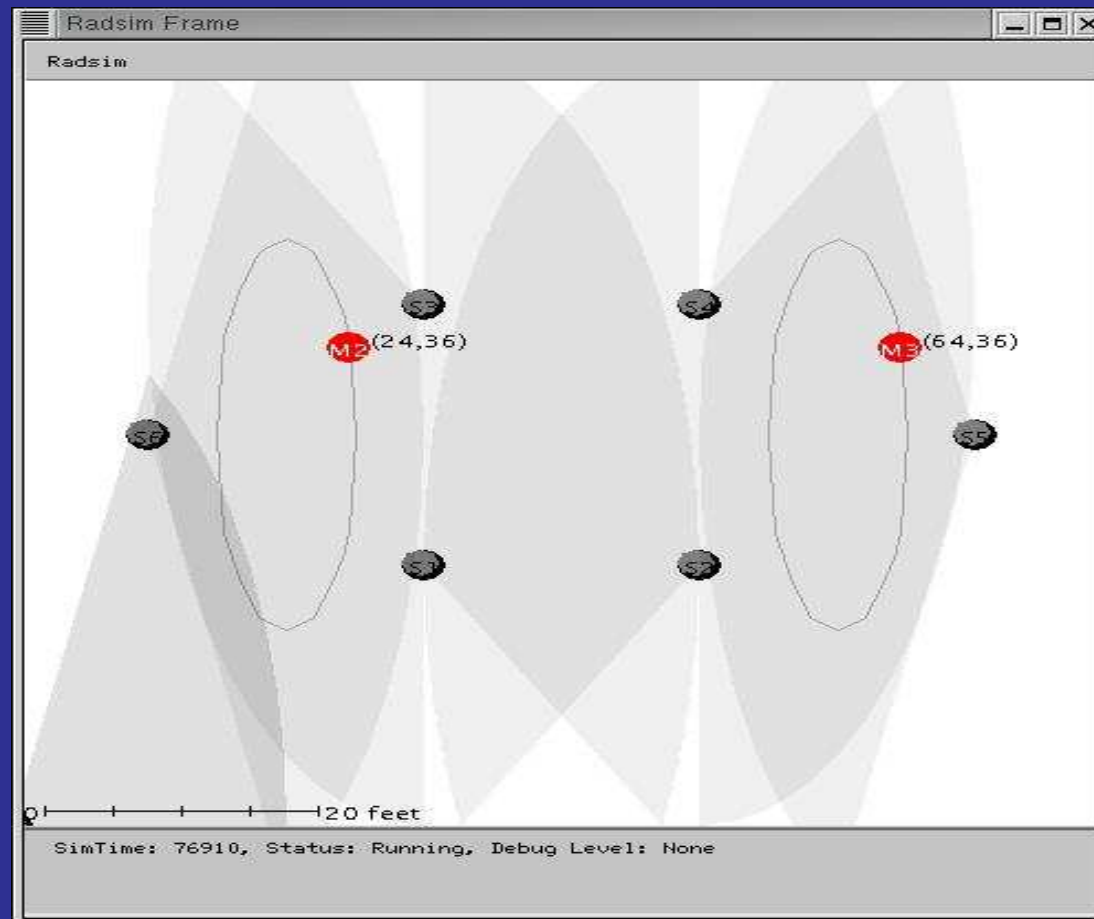 Radsim Frame
Radsim
S3
S4
M2 (24,36)
M3 (64,36)
S6
S5
S1
S2
0 20 feet
SimTime: 76910, Status: Running, Debug Level: None